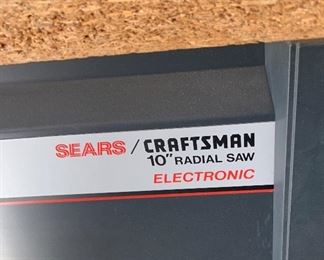 SEARS / CRAFTSMAN
10" RADIAL SAW
ELECTRONIC